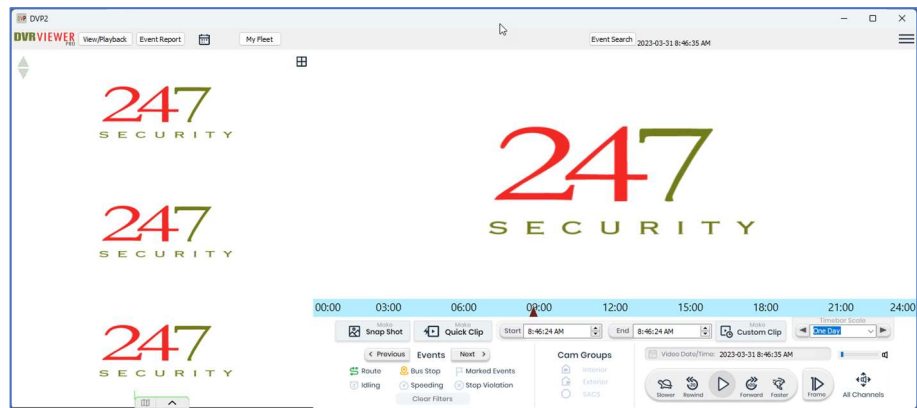 DVP2
DVRVIEWER PRO View/Playback Event Report My Fleet Event Search 2023-03-31 8:46:35 AM
247
SECURITY
247
SECURITY
247
SECURITY
247
SECURITY
00:00 03:00 06:00 09:00 12:00 15:00 18:00 21:00 24:00
Make Snap Shot Make Quick Clip Start 8:46:24 AM End 8:46:24 AM Make Custom Clip Timebar Scale One Day
< Previous Events Next > Cam Groups Video Date/Time: 2023-03-31 8:46:35 AM
Route Bus Stop Marked Events Interior
Idling Speeding Stop Violation Exterior
Clear Filters SACS
Slower Rewind Forward Faster Frame All Channels